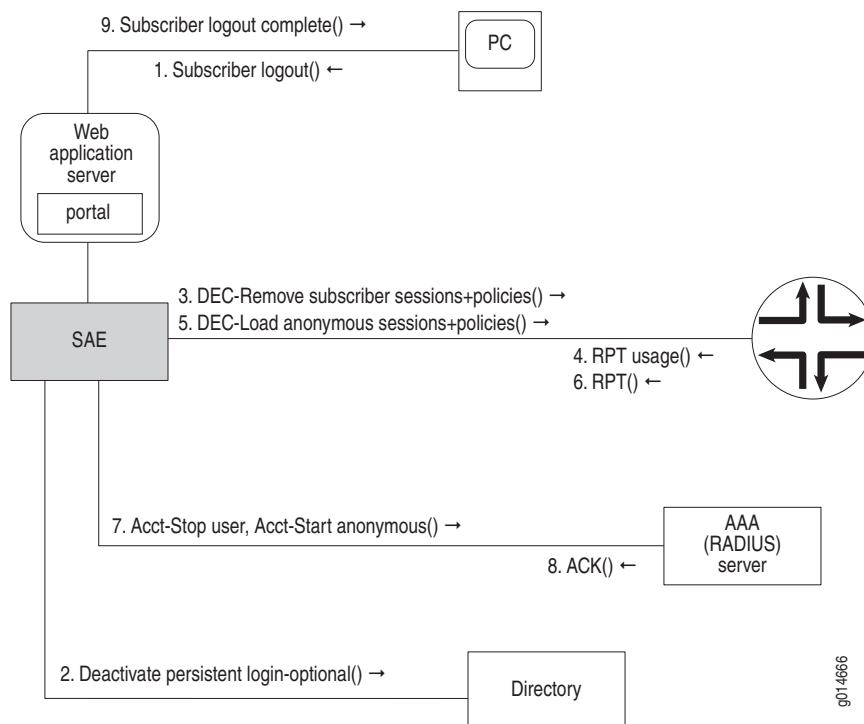 9. Subscriber logout complete() →
PC
1. Subscriber logout() ←
Web
application
server
portal
3. DEC-Remove subscriber sessions+policies() →
5. DEC-Load anonymous sessions+policies() →
SAE
4. RPT usage() ←
6. RPT() ←
7. Acct-Stop user, Acct-Start anonymous() →
AAA
(RADIUS)
server
8. ACK() ←
2. Deactivate persistent login-optional() →
Directory
g014666